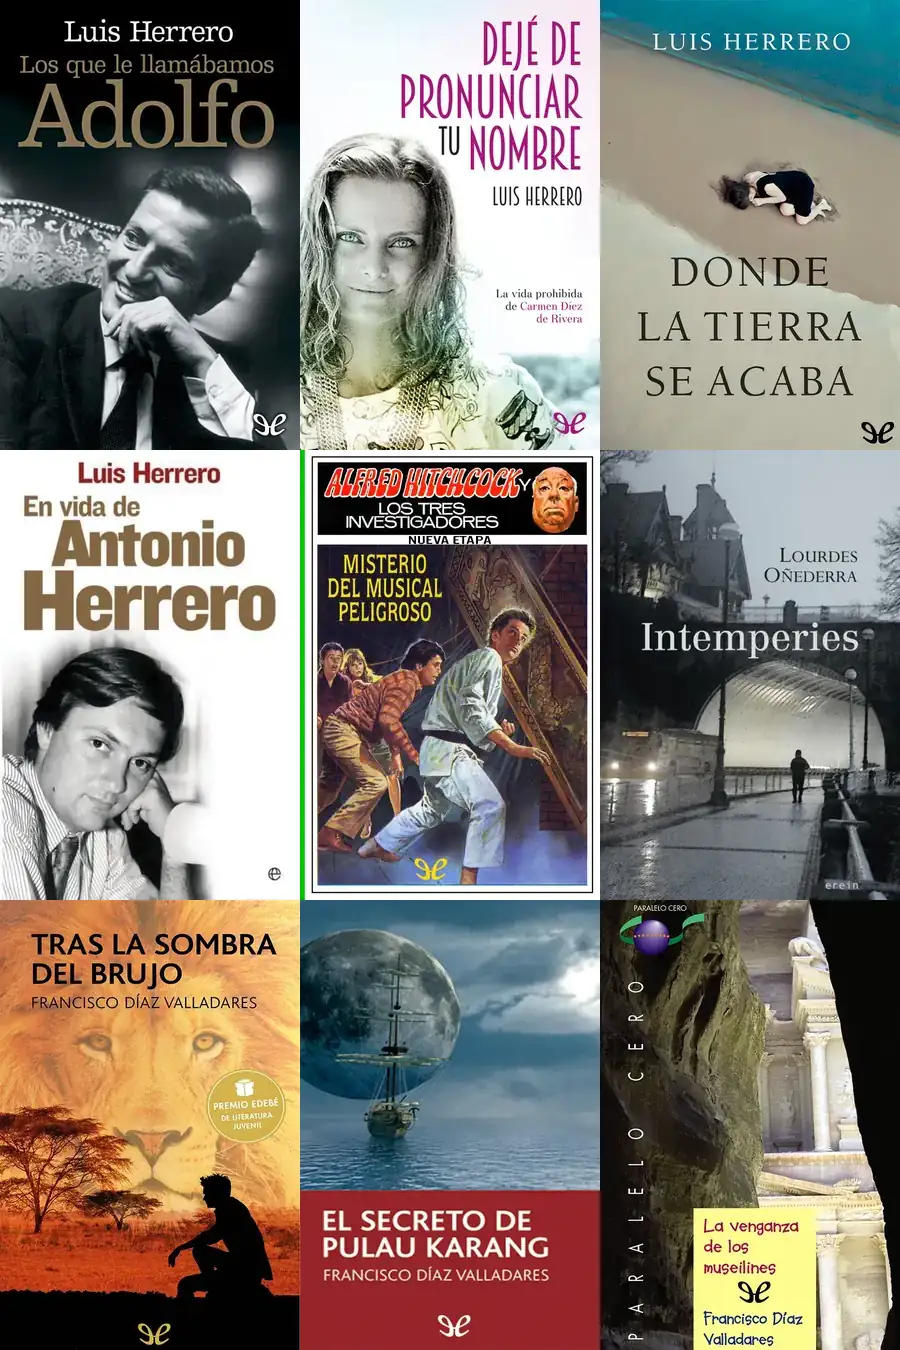 Luis Herrero
Los que le llamábamos
Adolfo
DEJÉ DE
PRONUNCIAR
TU NOMBRE
LUIS HERRERO
La vida prohibida
de Carmen Díez
de Rivera
LUIS HERRERO
DONDE
LA TIERRA
SE ACABA
Luis Herrero
En vida de
Antonio
Herrero
ALFRED HITCHCOCK Y
LOS TRES
INVESTIGADORES
NUEVA ETAPA
MISTERIO
DEL MUSICAL
PELIGROSO
LOURDES
OÑEDERRA
Intemperies
erein
TRAS LA SOMBRA
DEL BRUJO
FRANCISCO DÍAZ VALLADARES
PREMIO EDEBÉ
DE LITERATURA
JUVENIL
EL SECRETO DE
PULAU KARANG
FRANCISCO DÍAZ VALLADARES
PARALELO CERO
PARALELO CERO
La venganza
de los
museilines
Francisco Díaz
Valladares